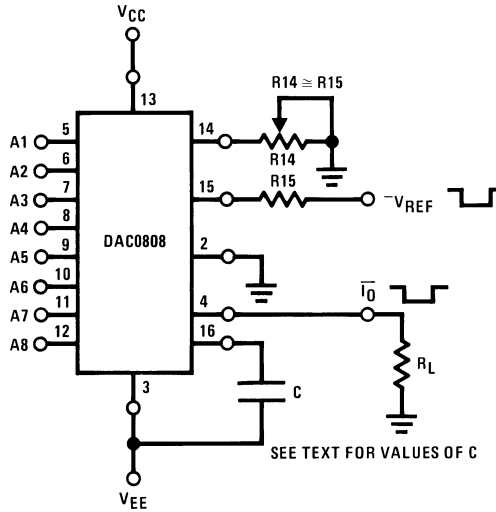 VCC
13
R14 ≅ R15
A1
5
14
R14
A2
6
A3
7
15
R15
–VREF
A4
8
DAC0808
A5
9
2
A6
10
A7
11
4
I0
A8
12
16
RL
C
3
SEE TEXT FOR VALUES OF C
VEE